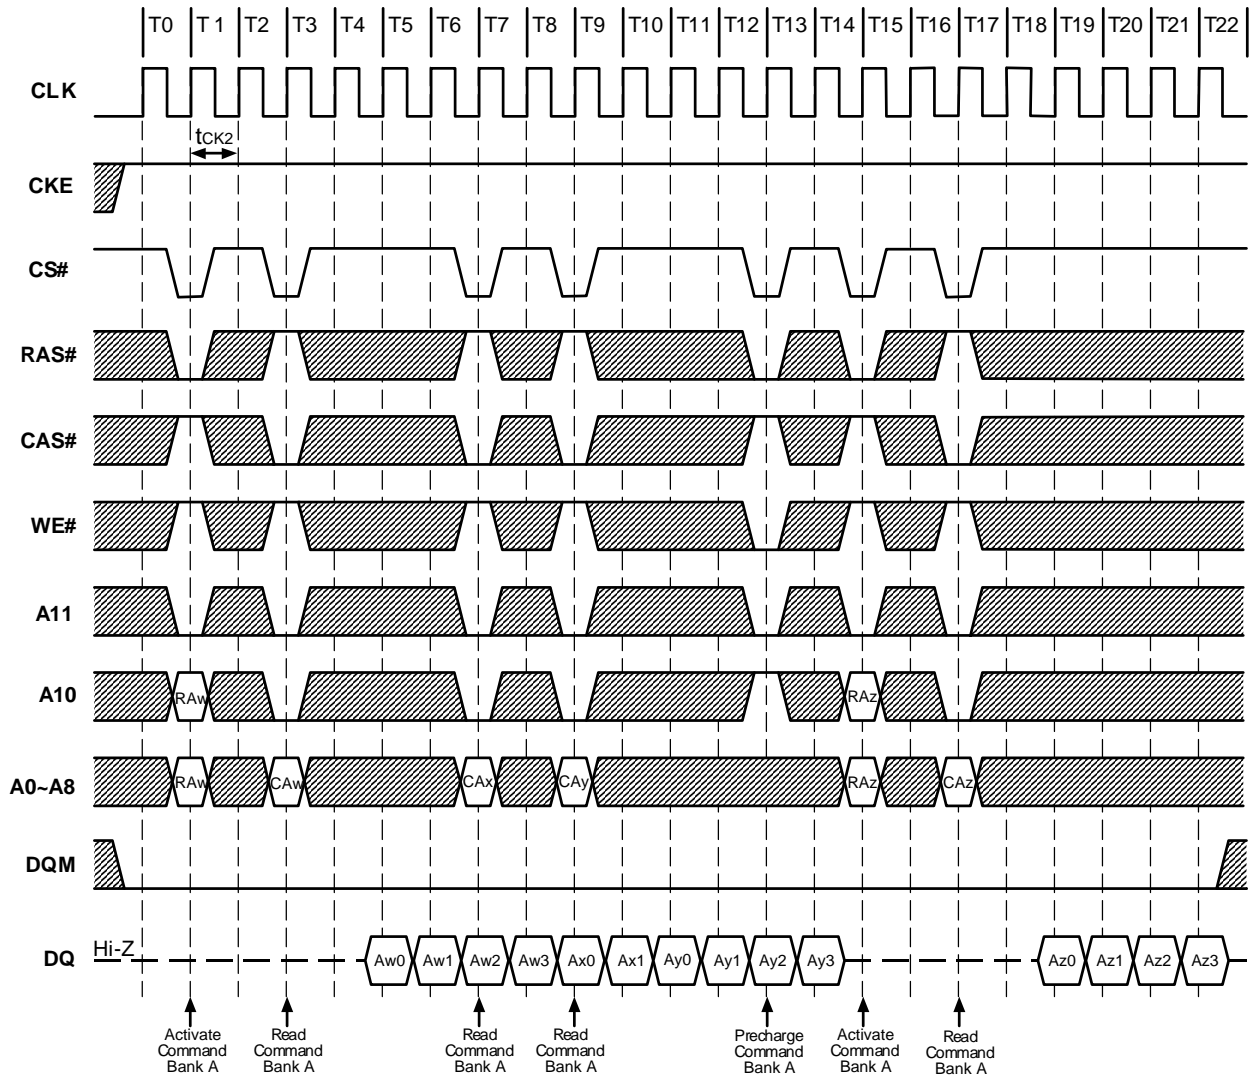 T0 T 1 T2 T3 T4 T5 T6 T7 T8 T9 T10 T11 T12 T13 T14 T15 T16 T17 T18 T19 T20 T21 T22
CLK
tCK2
CKE
CS#
RAS#
CAS#
WE#
A11
A10 RAw RAz
A0~A8 RAw CAw CAx CAy RAz CAz
DQM
DQ Hi-Z Aw0 Aw1 Aw2 Aw3 Ax0 Ax1 Ay0 Ay1 Ay2 Ay3 Az0 Az1 Az2 Az3
Activate Command Bank A
Read Command Bank A
Read Command Bank A
Read Command Bank A
Precharge Command Bank A
Activate Command Bank A
Read Command Bank A